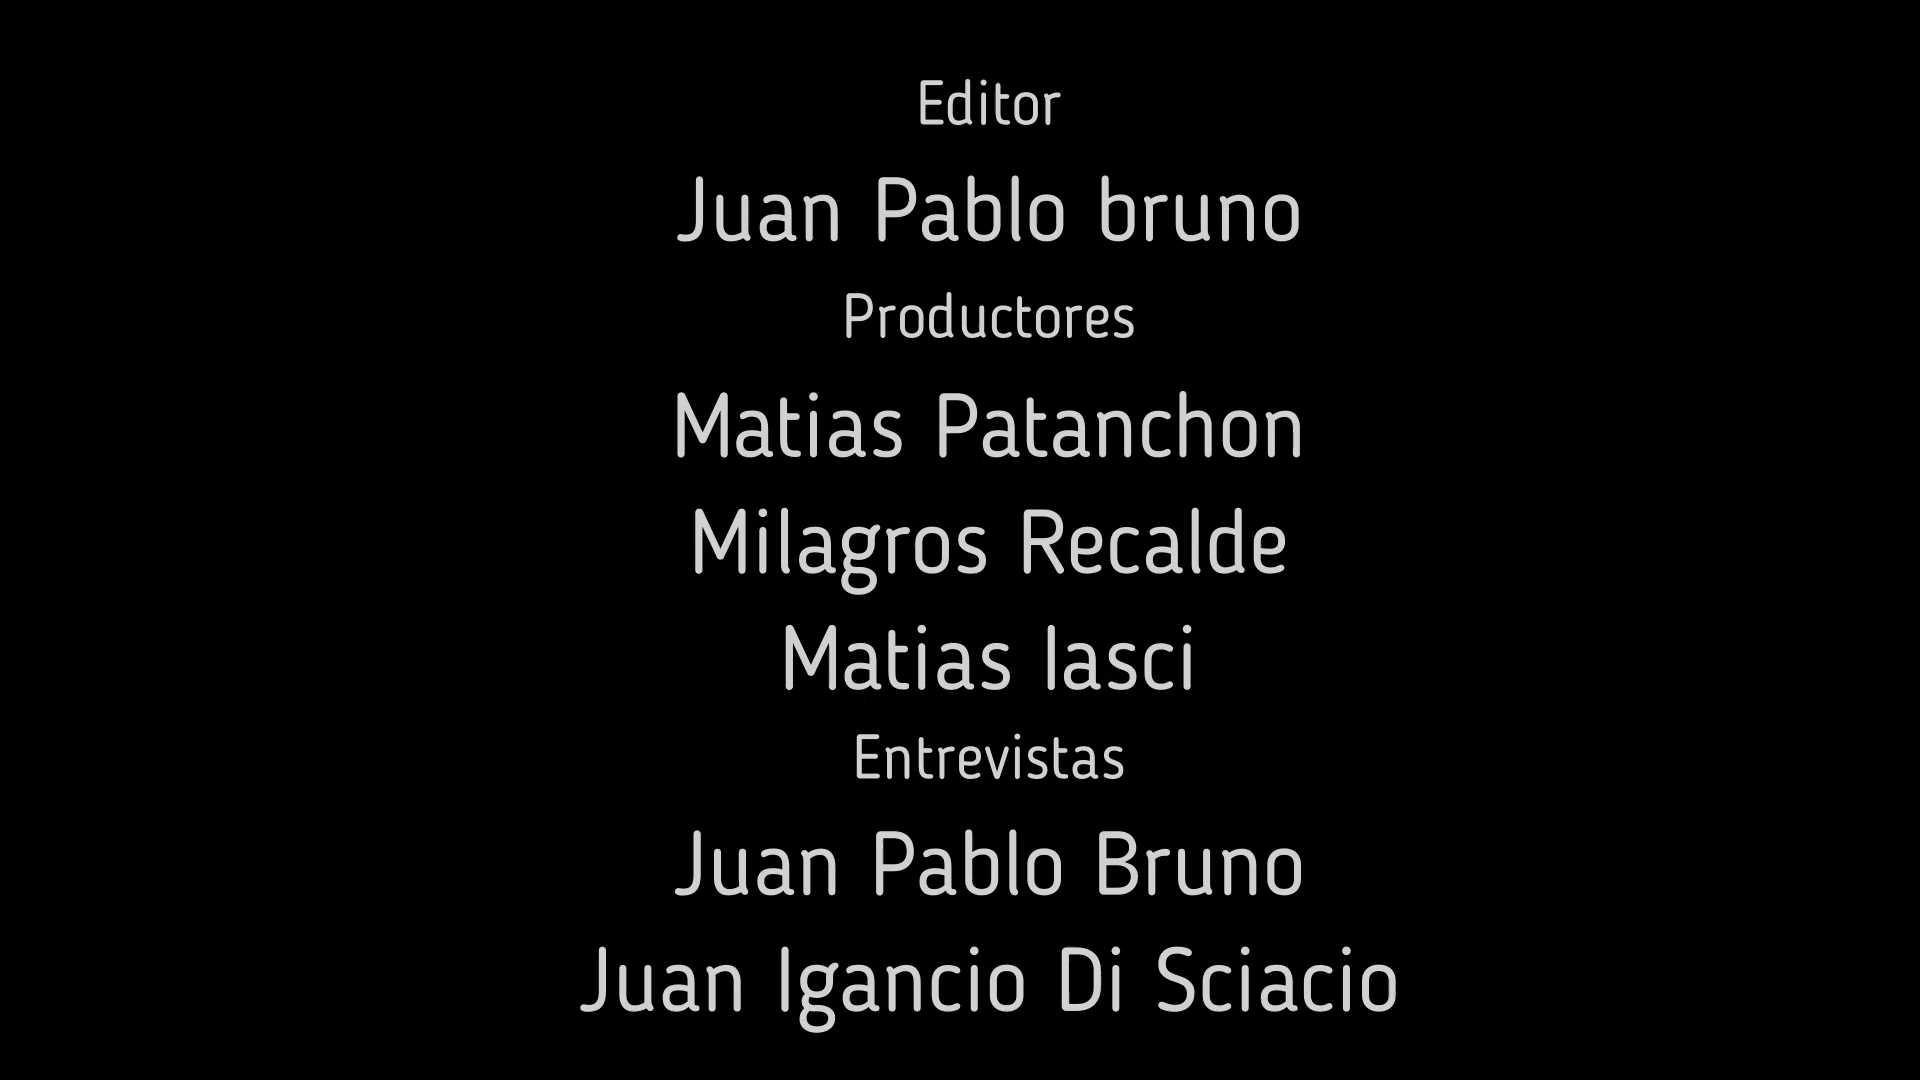 Editor
Juan Pablo bruno
Productores
Matias Patanchon
Milagros Recalde
Matias Iasci
Entrevistas
Juan Pablo Bruno
Juan Igancio Di Sciacio